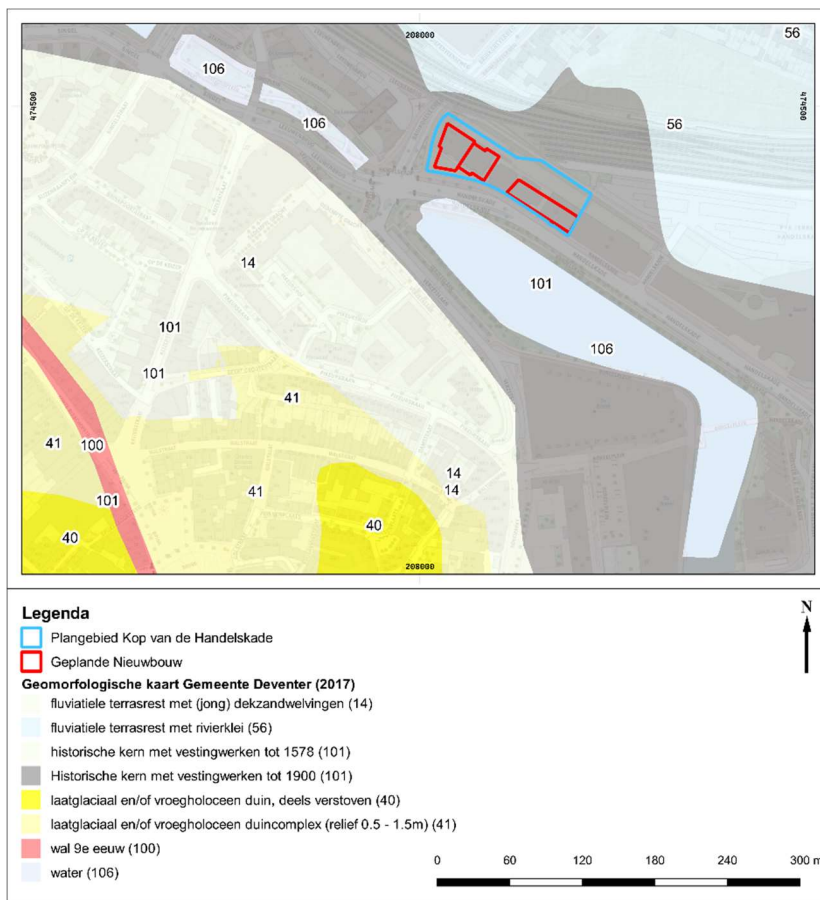 208000
56
474500
474500
106
106
56
14
101
101
106
101
41
41
100
14
14
41
101
40
40
208000
Legenda
N
Plangebied Kop van de Handelskade
Geplande Nieuwbouw
Geomorfologische kaart Gemeente Deventer (2017)
fluviatiele terrasrest met (jong) dekzandwelvingen (14)
fluviatiele terrasrest met rivierklei (56)
historische kern met vestingwerken tot 1578 (101)
Historische kern met vestingwerken tot 1900 (101)
laatglaciaal en/of vroegholoceen duin, deels verstoven (40)
laatglaciaal en/of vroegholoceen duincomplex (relief 0.5 - 1.5m) (41)
wal 9e eeuw (100)
water (106)
0 60 120 180 240 300 m